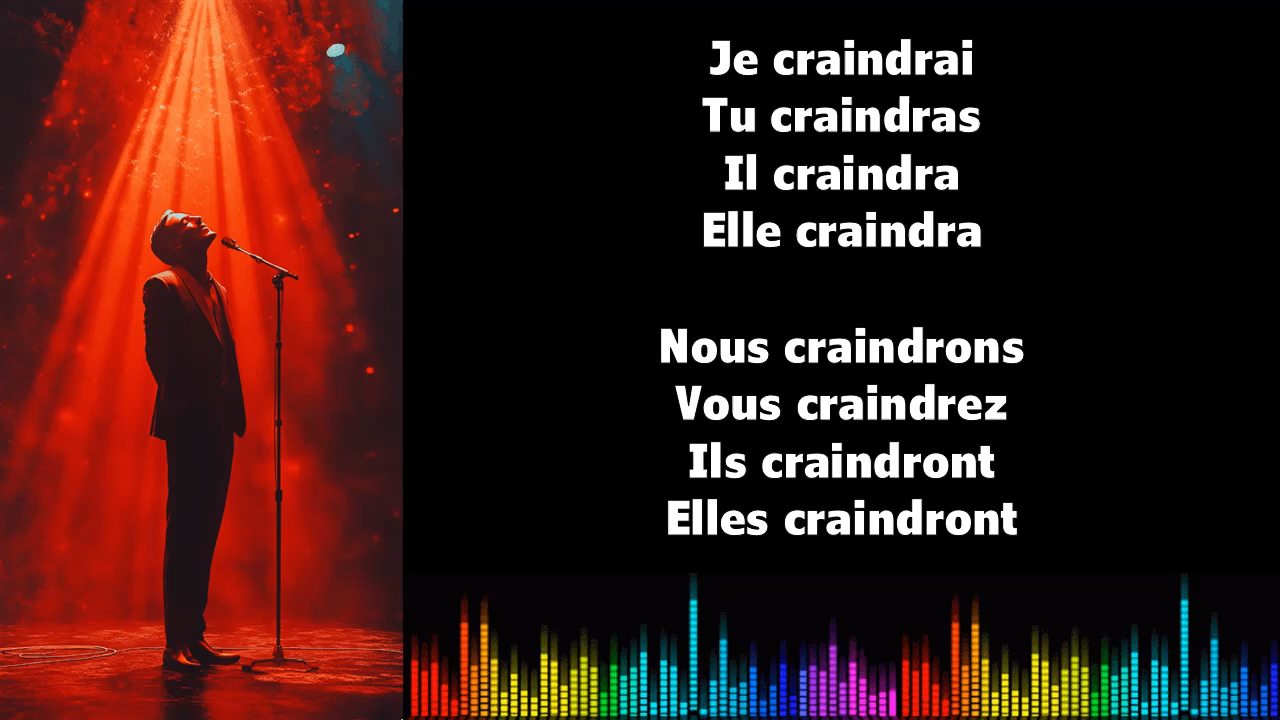 Je craindrai
Tu craindras
Il craindra
Elle craindra
Nous craindrons
Vous craindrez
Ils craindront
Elles craindront